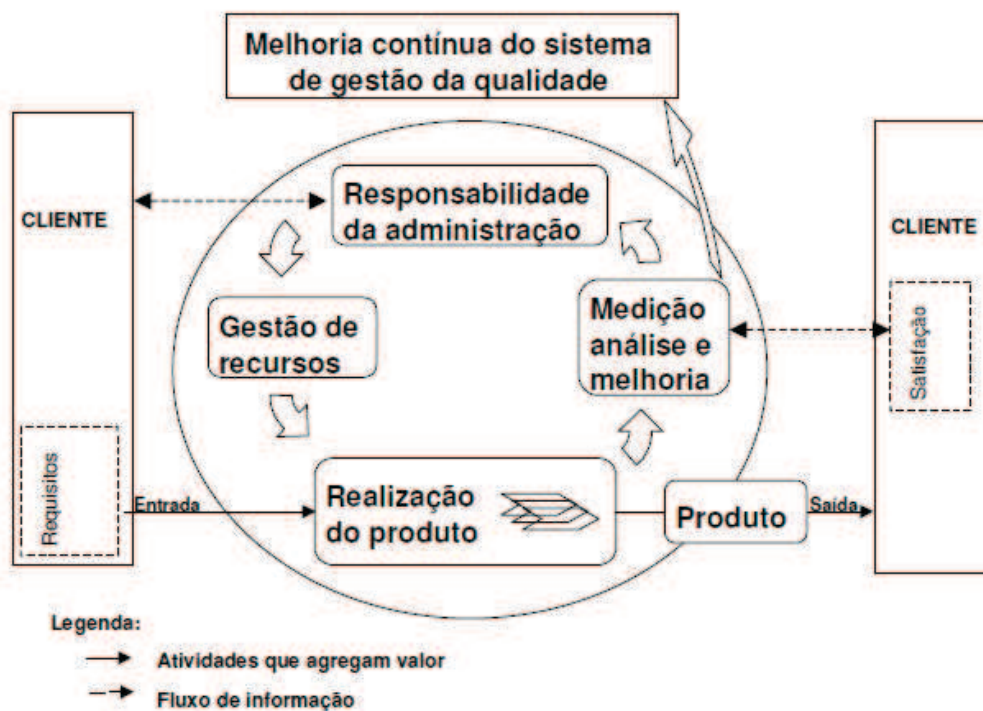 Melhoria contínua do sistema
de gestão da qualidade
CLIENTE
Responsabilidade
da administração
CLIENTE
Gestão de
recursos
Medição
análise e
melhoria
Satisfação
Requisitos
Entrada
Realização
do produto
Produto
Saída
Legenda:
Atividades que agregam valor
Fluxo de informação